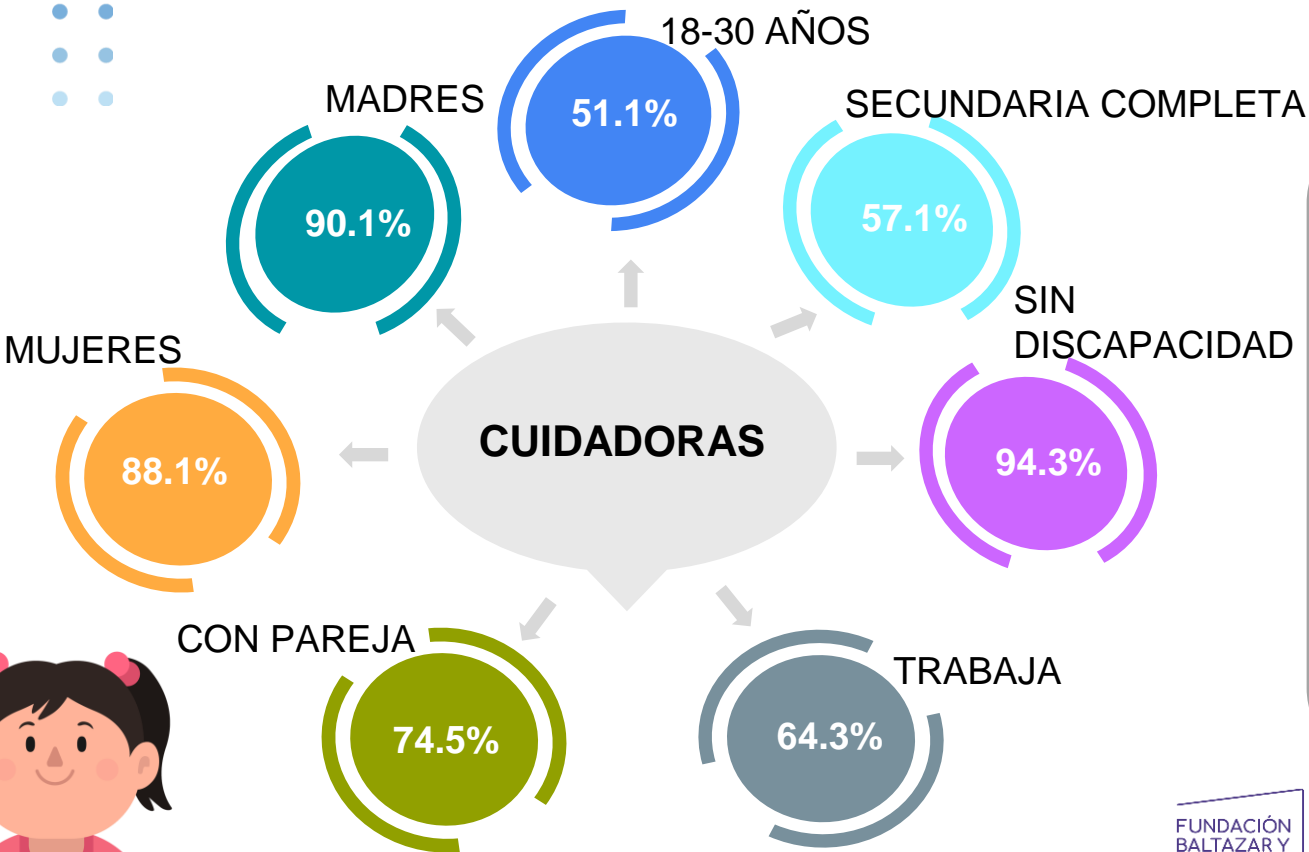 18-30 AÑOS
51.1%
MADRES
90.1%
SECUNDARIA COMPLETA
57.1%
SIN
DISCAPACIDAD
94.3%
MUJERES
88.1%
CUIDADORAS
CON PAREJA
74.5%
TRABAJA
64.3%
FUNDACIÓN
BALTAZAR Y